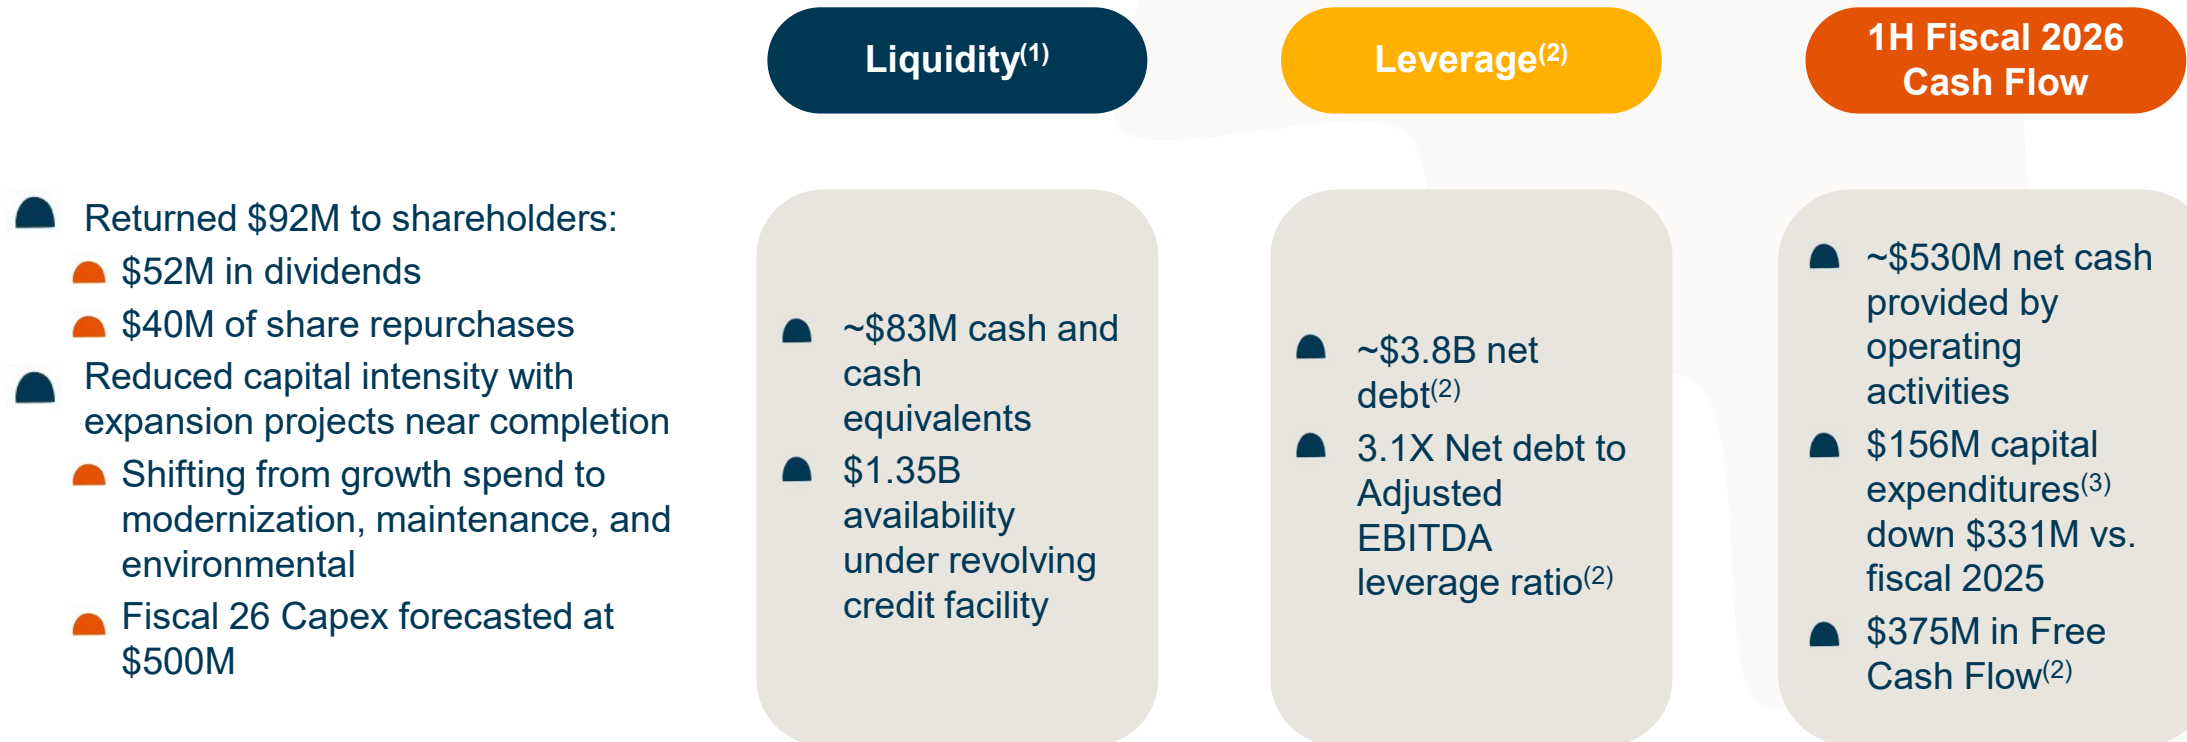 Liquidity(1)
Leverage(2)
1H Fiscal 2026
Cash Flow
Returned $92M to shareholders:
$52M in dividends
$40M of share repurchases
Reduced capital intensity with
expansion projects near completion
Shifting from growth spend to
modernization, maintenance, and
environmental
Fiscal 26 Capex forecasted at
$500M
~$83M cash and
cash
equivalents
$1.35B
availability
under revolving
credit facility
~$3.8B net
debt(2)
3.1X Net debt to
Adjusted
EBITDA
leverage ratio(2)
~$530M net cash
provided by
operating
activities
$156M capital
expenditures(3)
down $331M vs.
fiscal 2025
$375M in Free
Cash Flow(2)